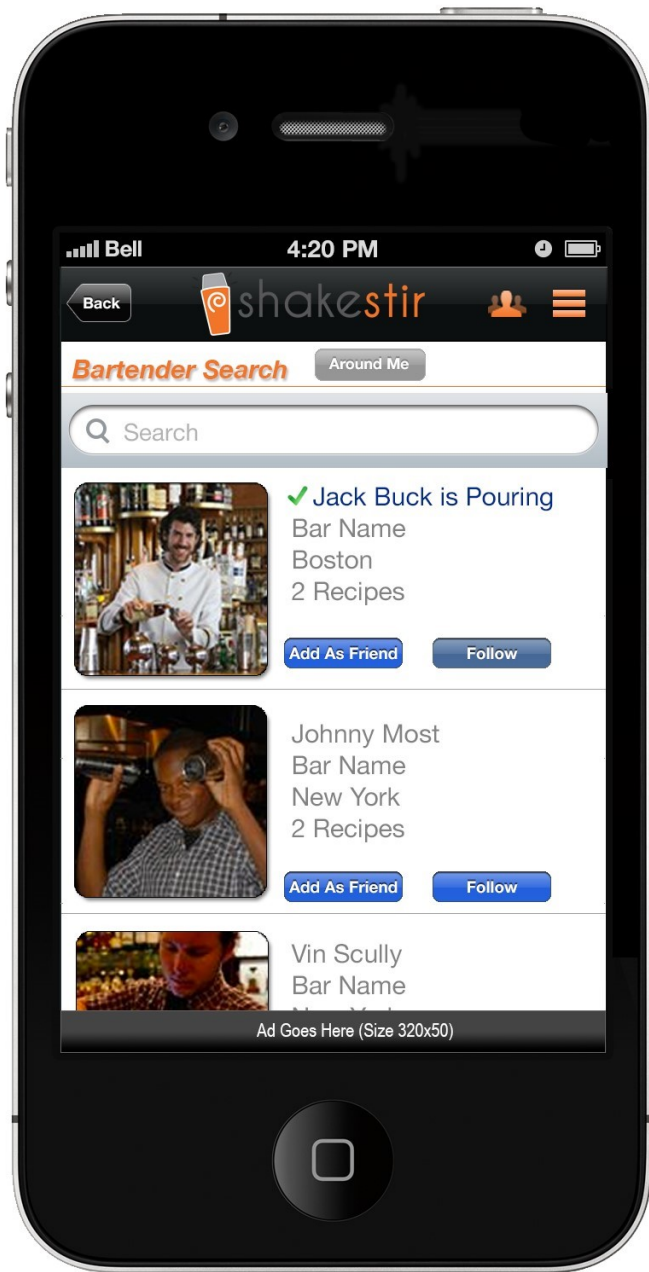 Bell 4:20 PM
Back shakestir
Bartender Search Around Me
Search
Jack Buck is Pouring
Bar Name
Boston
2 Recipes
Add As Friend Follow
Johnny Most
Bar Name
New York
2 Recipes
Add As Friend Follow
Vin Scully
Bar Name
Ad Goes Here (Size 320x50)